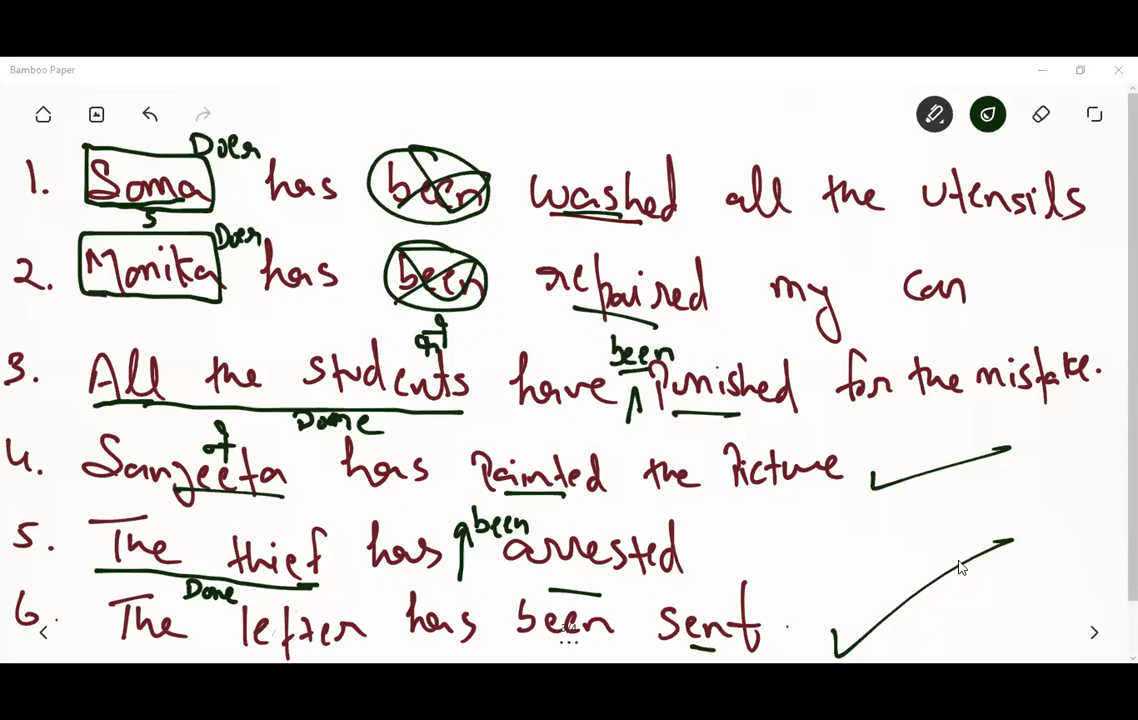 Bamboo Paper
Doer
1. Soma has been washed all the utensils
S
Doer
2. Monika has been repaired my car
been
3. All the students have Punished for the mistake.
Done
4. Sanjeeta has Painted the Picture
been
5. The thief has arrested
Done
6. The letter has been sent.